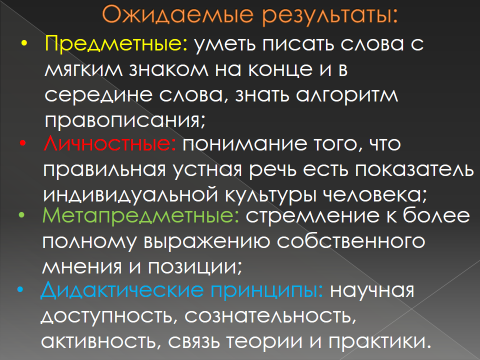 Ожидаемые результаты:
• Предметные: уметь писать слова с
мягким знаком на конце и в
середине слова, знать алгоритм
правописания;
• Личностные: понимание того, что
правильная устная речь есть показатель
индивидуальной культуры человека;
• Метапредметные: стремление к более
полному выражению собственного
мнения и позиции;
• Дидактические принципы: научная
доступность, сознательность,
активность, связь теории и практики.